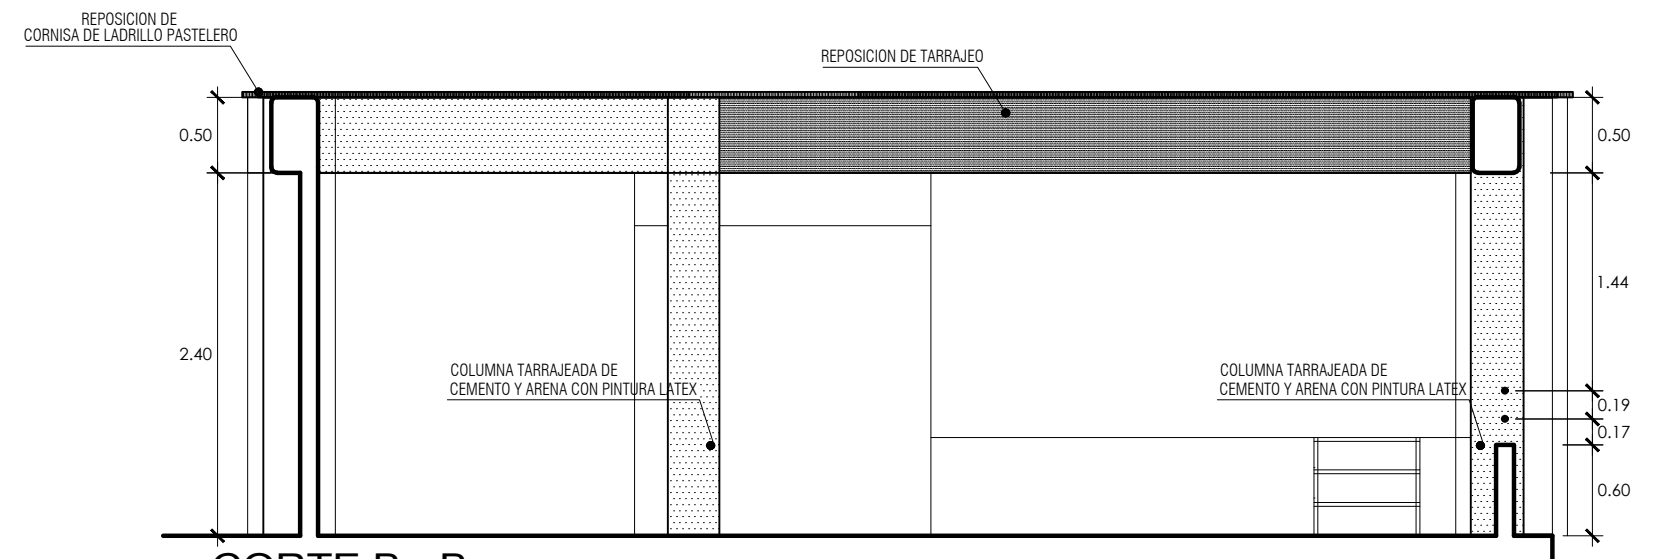 REPOSICION DE
CORNISA DE LADRILLO PASTELERO
REPOSICION DE TARRAJEO
0.50
0.50
1.44
2.40
COLUMNA TARRAJEADA DE
CEMENTO Y ARENA CON PINTURA LATEX
COLUMNA TARRAJEADA DE
CEMENTO Y ARENA CON PINTURA LATEX
0.19
0.17
0.60
CORTE B - B